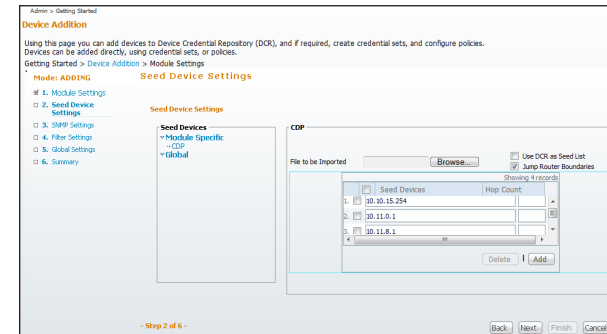 Admin > Getting Started
Device Addition
Using this page you can add devices to Device Credential Repository (DCR), and if required, create credential sets, and configure policies.
Devices can be added directly, using credential sets, or policies.
Getting Started > Device Addition > Module Settings
Mode: ADDING
1. Module Settings
2. Seed Device
Settings
3. SNMP Settings
4. Filter Settings
5. Global Settings
6. Summary
Seed Device Settings
Seed Device Settings
Seed Devices
Module Specific
CDP
Global
CDP
File to be Imported
Browse...
Use DCR as Seed List
Jump Router Boundaries
Showing 4 records
Seed Devices Hop Count
1. 10.10.15.254
2. 10.11.0.1
3. 10.11.8.1
Delete | Add
- Step 2 of 6 -
Back Next Finish Cancel